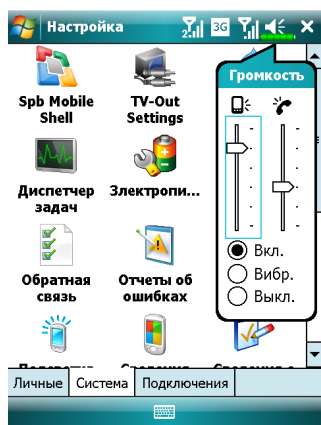 Настройка
2
3G
Громкость
Spb Mobile
Shell
TV-Out
Settings
Диспетчер
задач
Электропи...
Вкл.
Вибр.
Выкл.
Обратная
связь
Отчеты об
ошибках
Личные
Система
Подключения